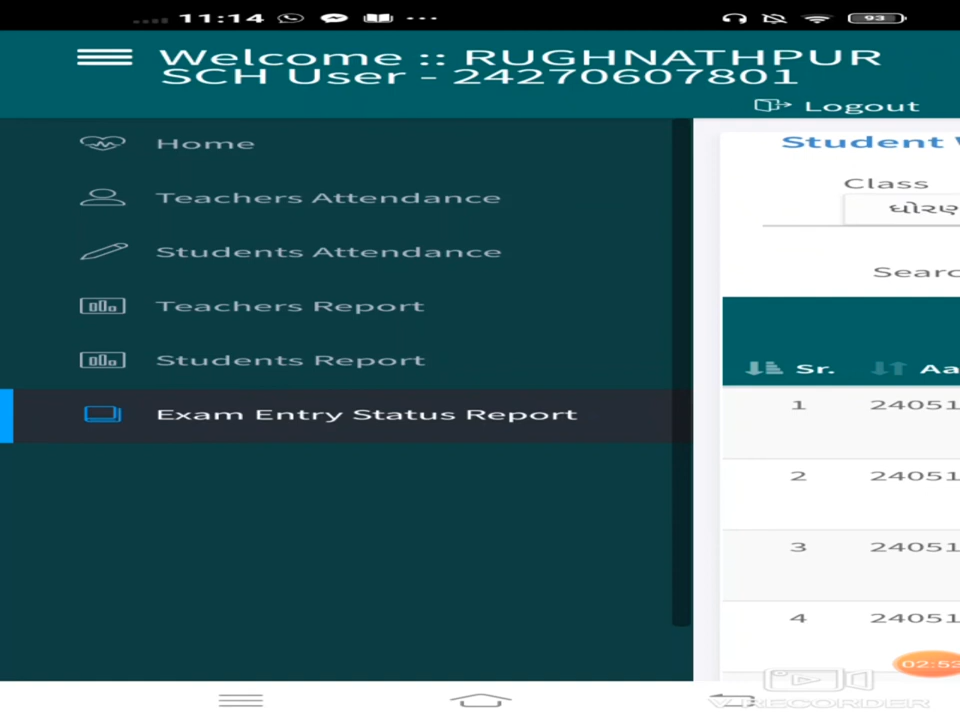 11:14
93
Welcome :: RUGHNATHPUR
SCH User - 24270607801
Logout
Home
Teachers Attendance
Students Attendance
Teachers Report
Students Report
Exam Entry Status Report
Student
Class
ધોરણ
Searc
Sr. Aa
1 24051
2 24051
3 24051
4 24051
02:53
V RECORDER